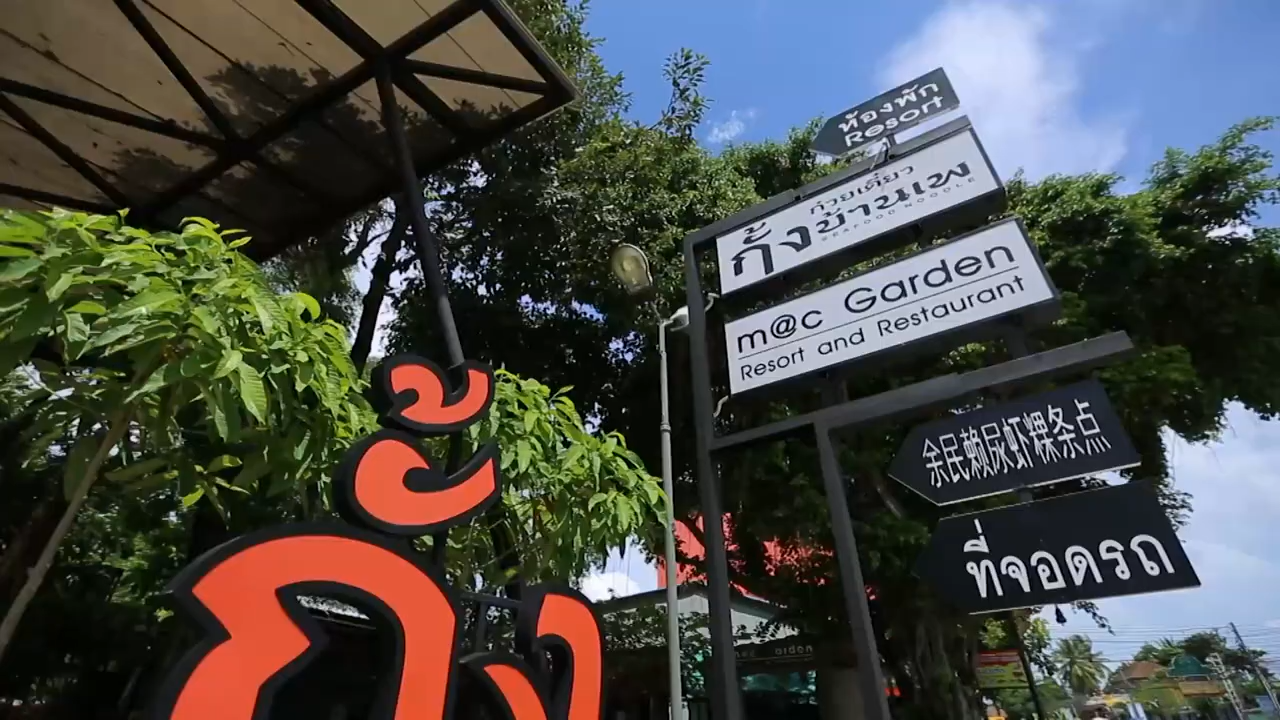 ห้องพัก
Resort
ก๋วยเตี๋ยว
กั้งบ้านเพ
SEAFOOD NOODLE
m@c Garden
Resort and Restaurant
余民赖尿虾粿条点
ที่จอดรถ
กั้ง